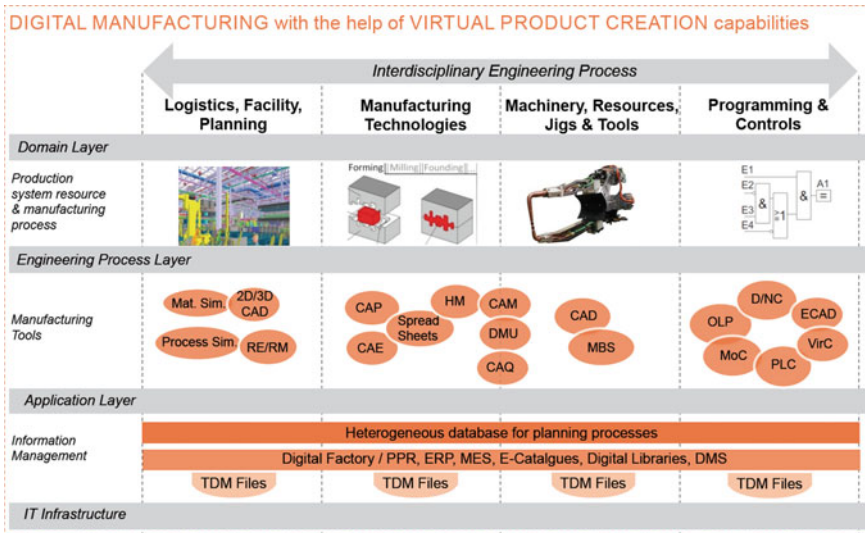 DIGITAL MANUFACTURING with the help of VIRTUAL PRODUCT CREATION capabilities
Interdisciplinary Engineering Process
Logistics, Facility,
Planning
Manufacturing
Technologies
Machinery, Resources,
Jigs & Tools
Programming &
Controls
Domain Layer
Production
system resource
& manufacturing
process
Forming
Milling
Founding
...
E1
E2
E3
E4
&
≥1
&
A1
=
Engineering Process Layer
Manufacturing
Tools
Mat. Sim.
2D/3D
CAD
Process Sim.
RE/RM
CAP
HM
Spread
Sheets
CAE
CAM
DMU
CAQ
CAD
MBS
D/NC
OLP
ECAD
MoC
PLC
VirC
Application Layer
Information
Management
Heterogeneous database for planning processes
Digital Factory / PPR, ERP, MES, E-Catalgues, Digital Libraries, DMS
TDM Files
TDM Files
TDM Files
TDM Files
IT Infrastructure